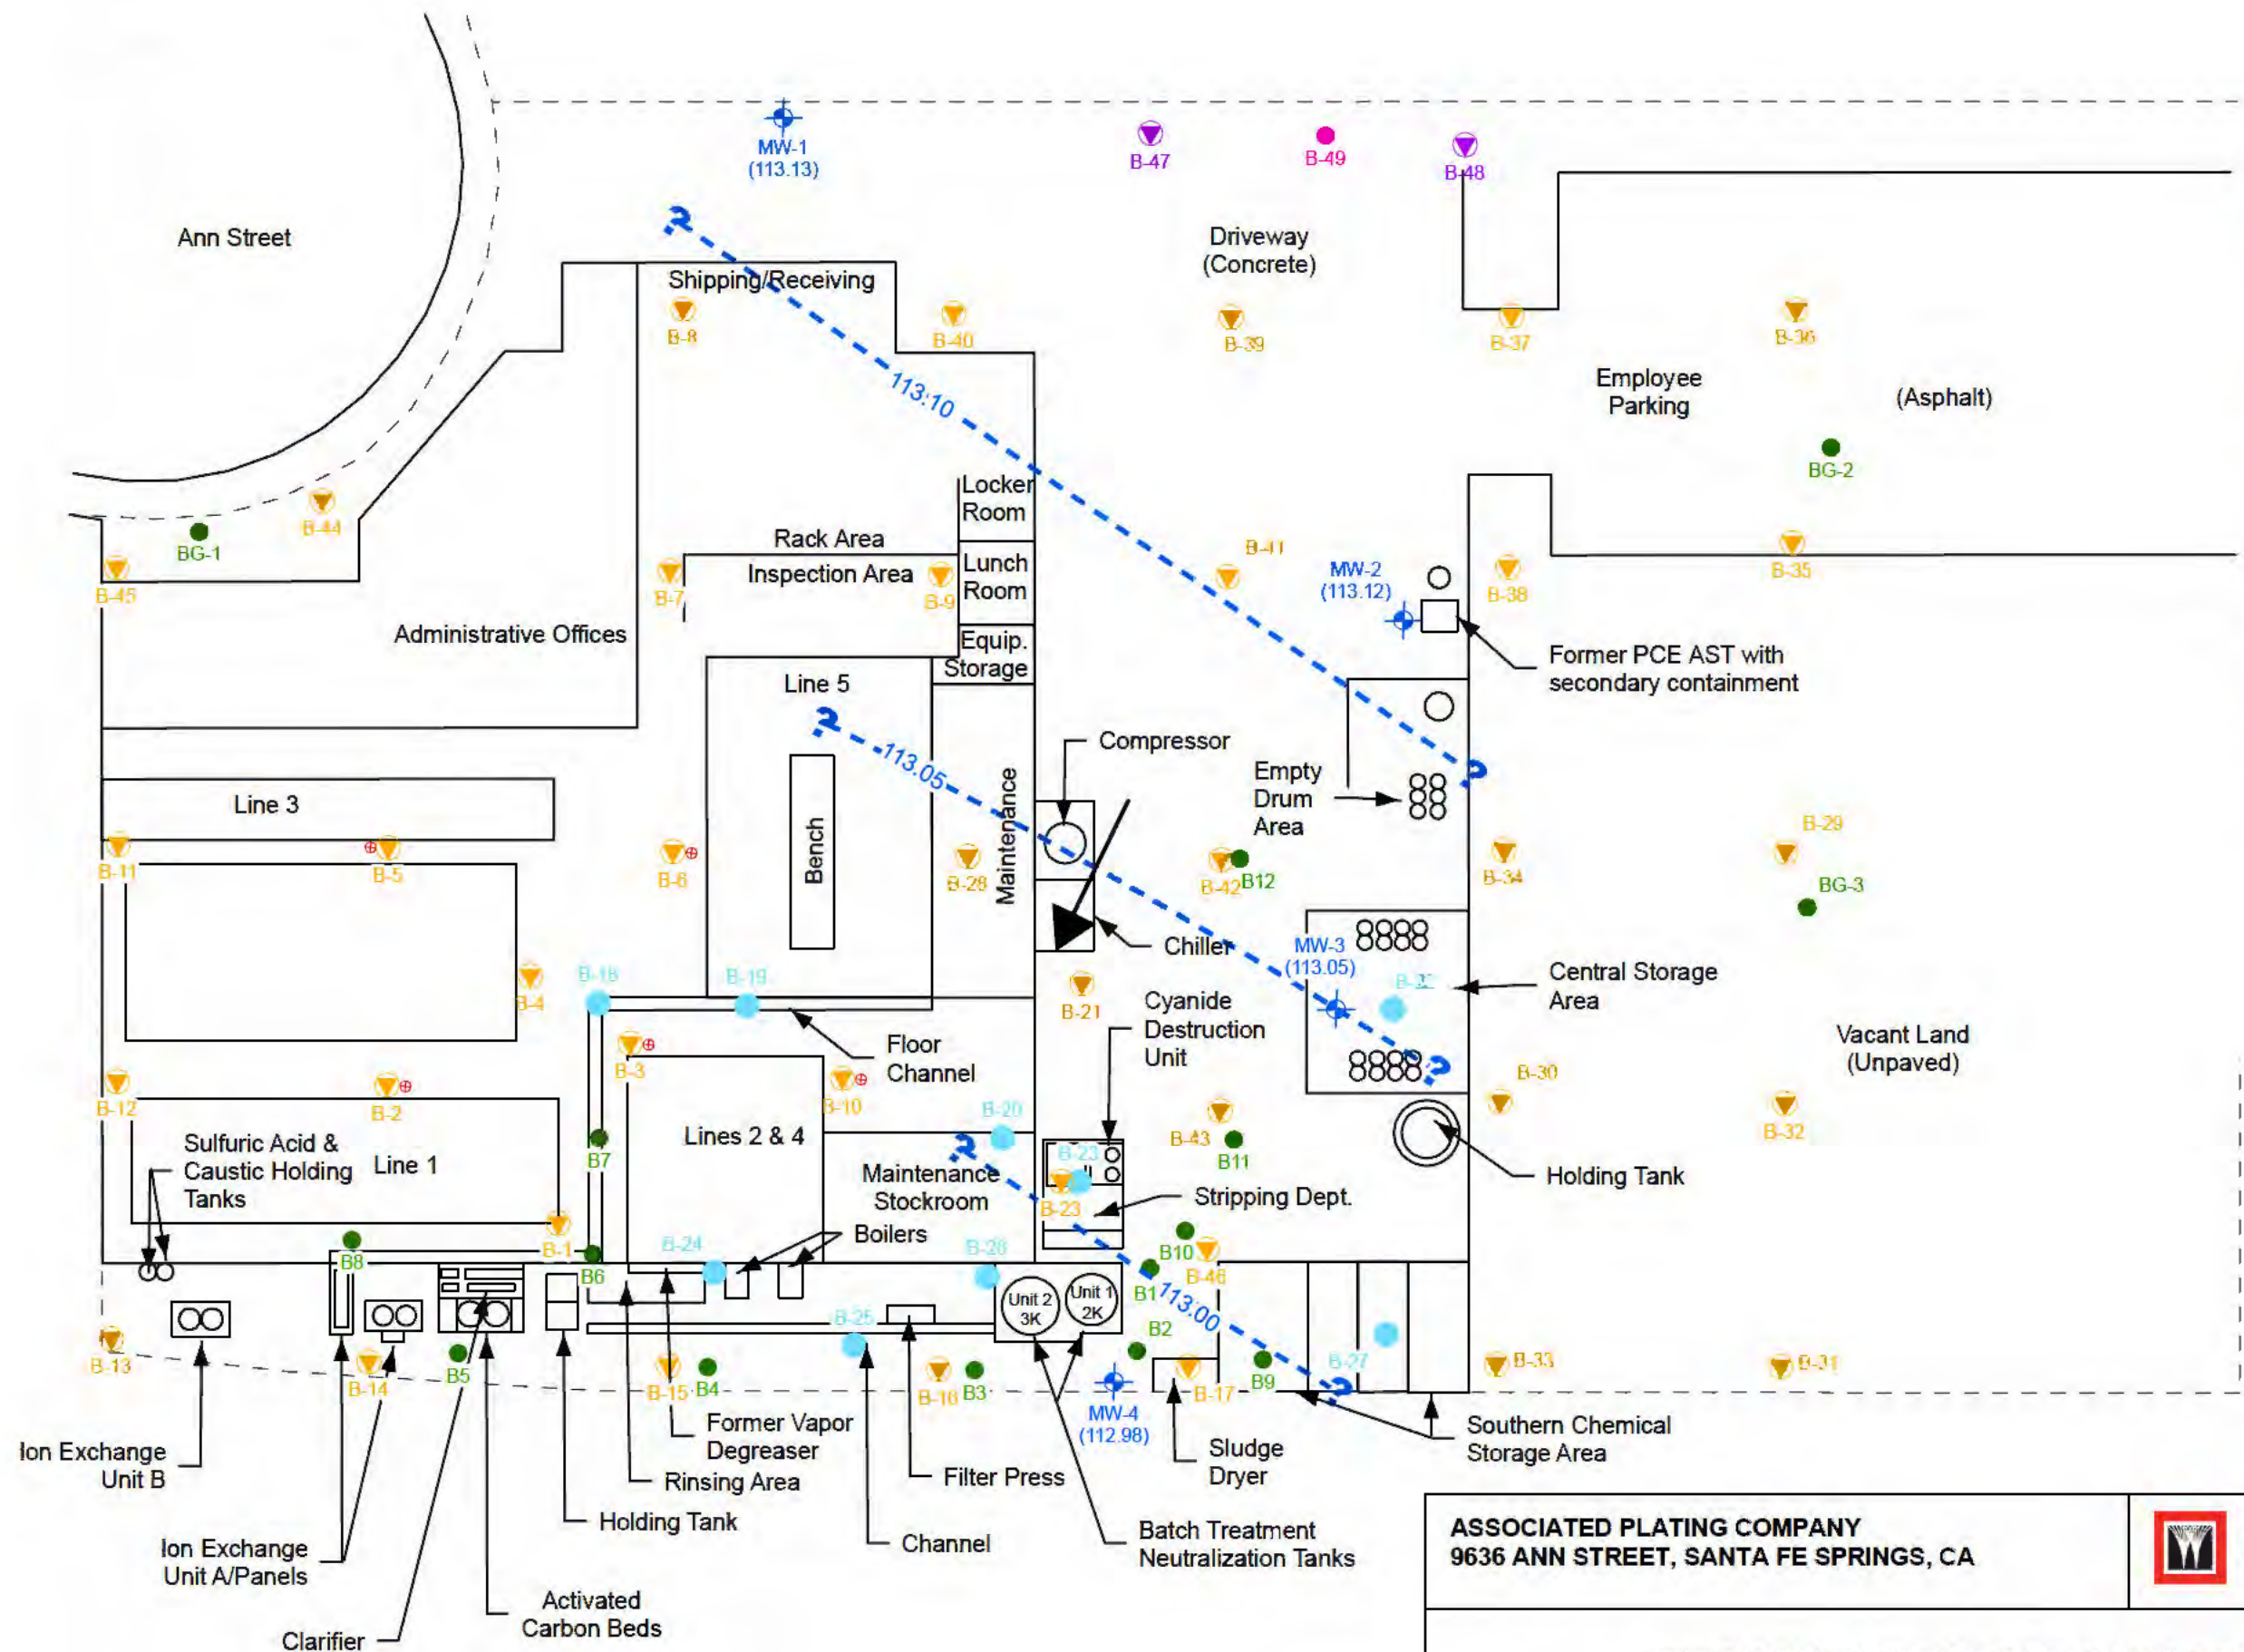 MW-1
(113.13)
B-47
B-49
B-48
Ann Street
Driveway
(Concrete)
Shipping/Receiving
B-8
B-40
B-39
B-37
B-36
113.10
Employee
Parking
(Asphalt)
BG-2
Locker
Room
B-44
BG-1
Rack Area
B-41
Inspection Area
Lunch
Room
MW-2
(113.12)
B-35
B-45
B-7
B-9
B-38
Administrative Offices
Equip.
Storage
Former PCE AST with
secondary containment
Line 5
Compressor
113.05
Empty
Drum
Area
Line 3
Bench
Maintenance
B-29
B-11
B-5
B-6
B-28
B-42
B12
B-34
BG-3
Chiller
MW-3
(113.05)
B-18
B-19
B-4
B-21
Central Storage
Area
Cyanide
Destruction
Unit
Floor
Channel
Vacant Land
(Unpaved)
B-3
B-30
B-12
B-2
B-10
B-20
Sulfuric Acid &
Caustic Holding
Tanks
Line 1
Lines 2 & 4
B-43
B11
B-32
B7
B-23
Maintenance
Stockroom
Holding Tank
Stripping Dept.
B-23
Boilers
B-1
B8
B6
B-24
B-26
B10
B-46
B1
113.00
Unit 2
3K
Unit 1
2K
B-25
B2
B-13
B-14
B5
B-15
B4
B-16
B3
B-17
B9
B-27
B-33
B-31
MW-4
(112.98)
Former Vapor
Degreaser
Southern Chemical
Storage Area
Ion Exchange
Unit B
Rinsing Area
Filter Press
Sludge
Dryer
Holding Tank
Channel
Batch Treatment
Neutralization Tanks
Ion Exchange
Unit A/Panels
Activated
Carbon Beds
Clarifier
ASSOCIATED PLATING COMPANY
9636 ANN STREET, SANTA FE SPRINGS, CA